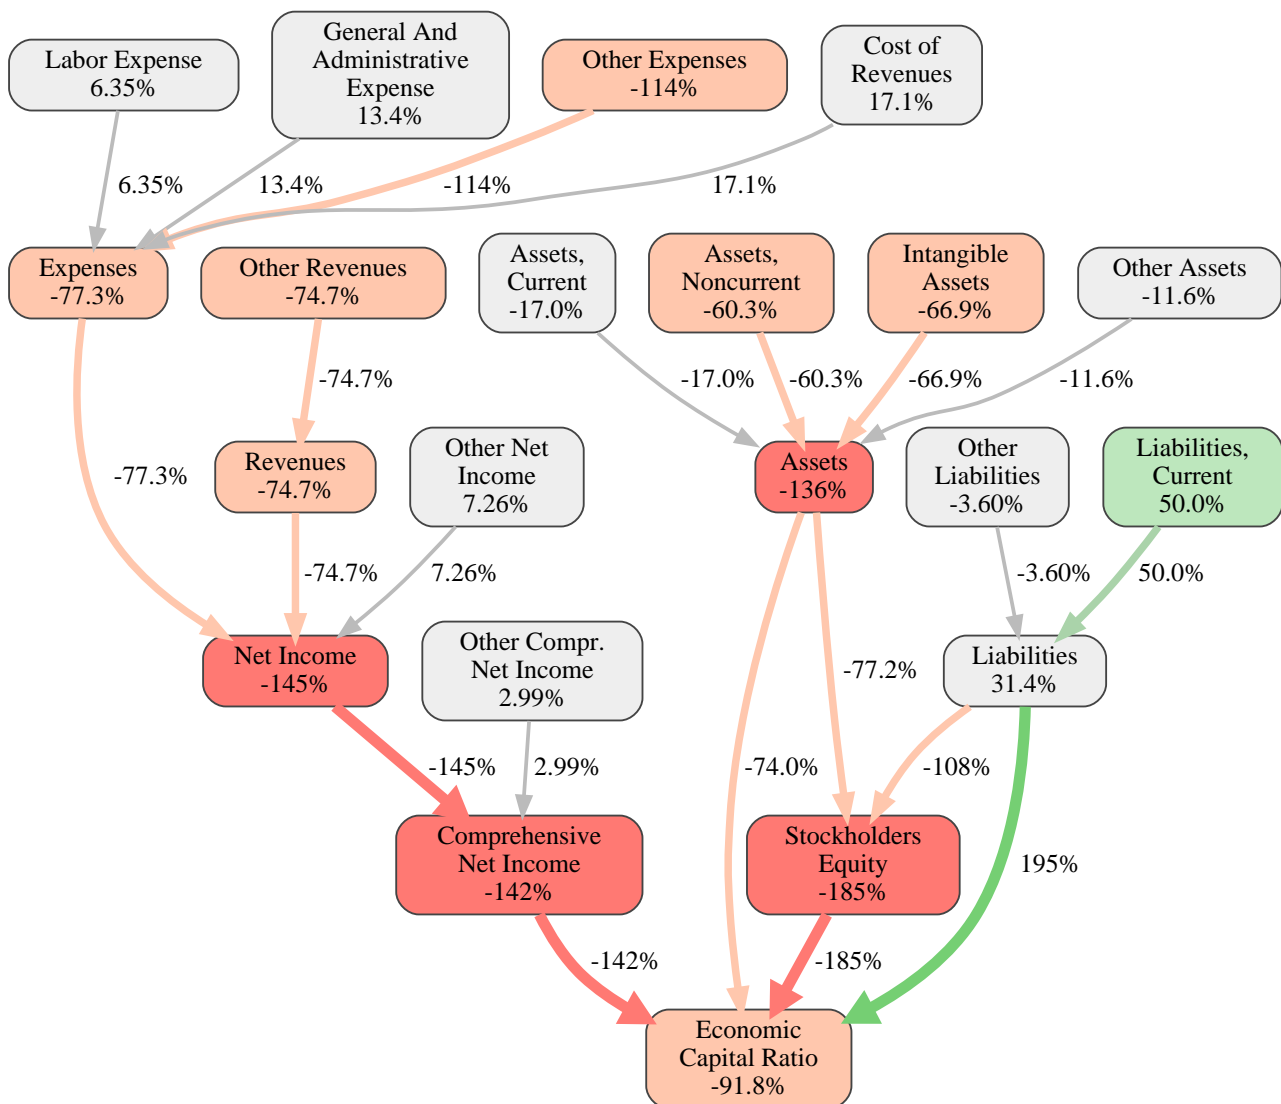 Labor Expense
6.35%
General And
Administrative
Expense
13.4%
Other Expenses
-114%
Cost of
Revenues
17.1%
6.35%
13.4%
-114%
17.1%
Expenses
-77.3%
Other Revenues
-74.7%
Assets,
Current
-17.0%
Assets,
Noncurrent
-60.3%
Intangible
Assets
-66.9%
Other Assets
-11.6%
-74.7%
-17.0%
-60.3%
-66.9%
-11.6%
-77.3%
Revenues
-74.7%
Other Net
Income
7.26%
Assets
-136%
Other
Liabilities
-3.60%
Liabilities,
Current
50.0%
-74.7%
7.26%
-3.60%
50.0%
Net Income
-145%
Other Compr.
Net Income
2.99%
-77.2%
Liabilities
31.4%
-145%
2.99%
-74.0%
-108%
Comprehensive
Net Income
-142%
Stockholders
Equity
-185%
195%
-142%
-185%
Economic
Capital Ratio
-91.8%